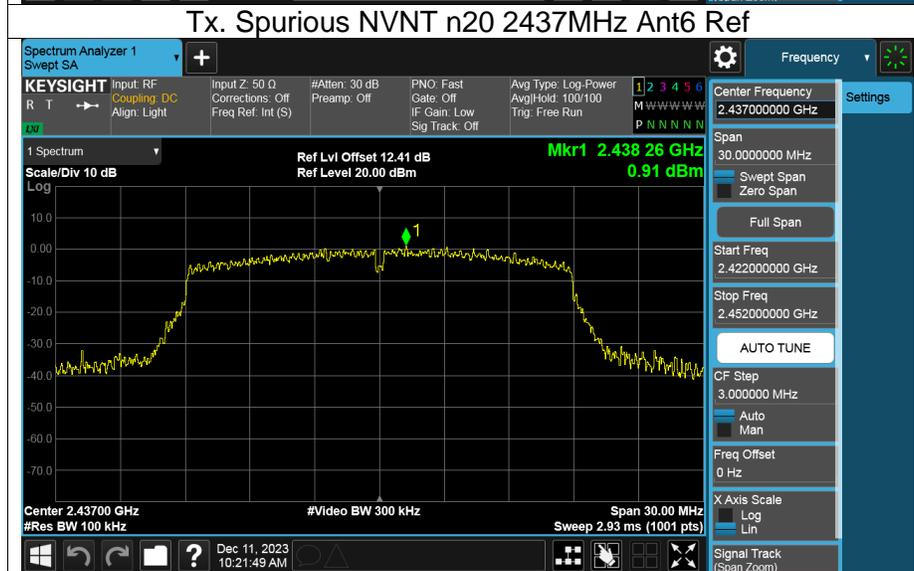 Tx. Spurious NVNT n20 2437MHz Ant6 Ref
Spectrum Analyzer 1
Swept SA
+
Frequency
KEYSIGHT
R T
LXI
Input: RF
Coupling: DC
Align: Light
Input Z: 50 Ω
Corrections: Off
Freq Ref: Int (S)
#Atten: 30 dB
Preamp: Off
PNO: Fast
Gate: Off
IF Gain: Low
Sig Track: Off
Avg Type: Log-Power
Avg|Hold: 100/100
Trig: Free Run
1 2 3 4 5 6
M W W W W W
P N N N N N
Center Frequency
2.437000000 GHz
Settings
Span
30.0000000 MHz
Swept Span
Zero Span
Full Span
Start Freq
2.422000000 GHz
Stop Freq
2.452000000 GHz
AUTO TUNE
CF Step
3.000000 MHz
Auto
Man
Freq Offset
0 Hz
X Axis Scale
Log
Lin
Signal Track
(Span Zoom)
1 Spectrum
Scale/Div 10 dB
Log
Ref Lvl Offset 12.41 dB
Ref Level 20.00 dBm
Mkr1 2.438 26 GHz
0.91 dBm
10.0
0.00
-10.0
-20.0
-30.0
-40.0
-50.0
-60.0
-70.0
1
Center 2.43700 GHz
#Res BW 100 kHz
#Video BW 300 kHz
Span 30.00 MHz
Sweep 2.93 ms (1001 pts)
?
Dec 11, 2023
10:21:49 AM